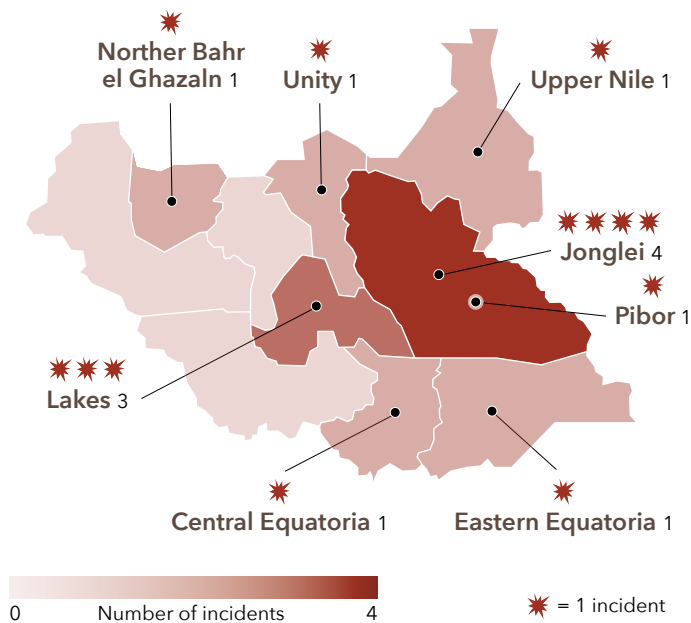 Norther Bahr
el Ghazaln 1
Unity 1
Upper Nile 1
Jonglei 4
Pibor 1
Lakes 3
Central Equatoria 1
Eastern Equatoria 1
0 Number of incidents 4
= 1 incident